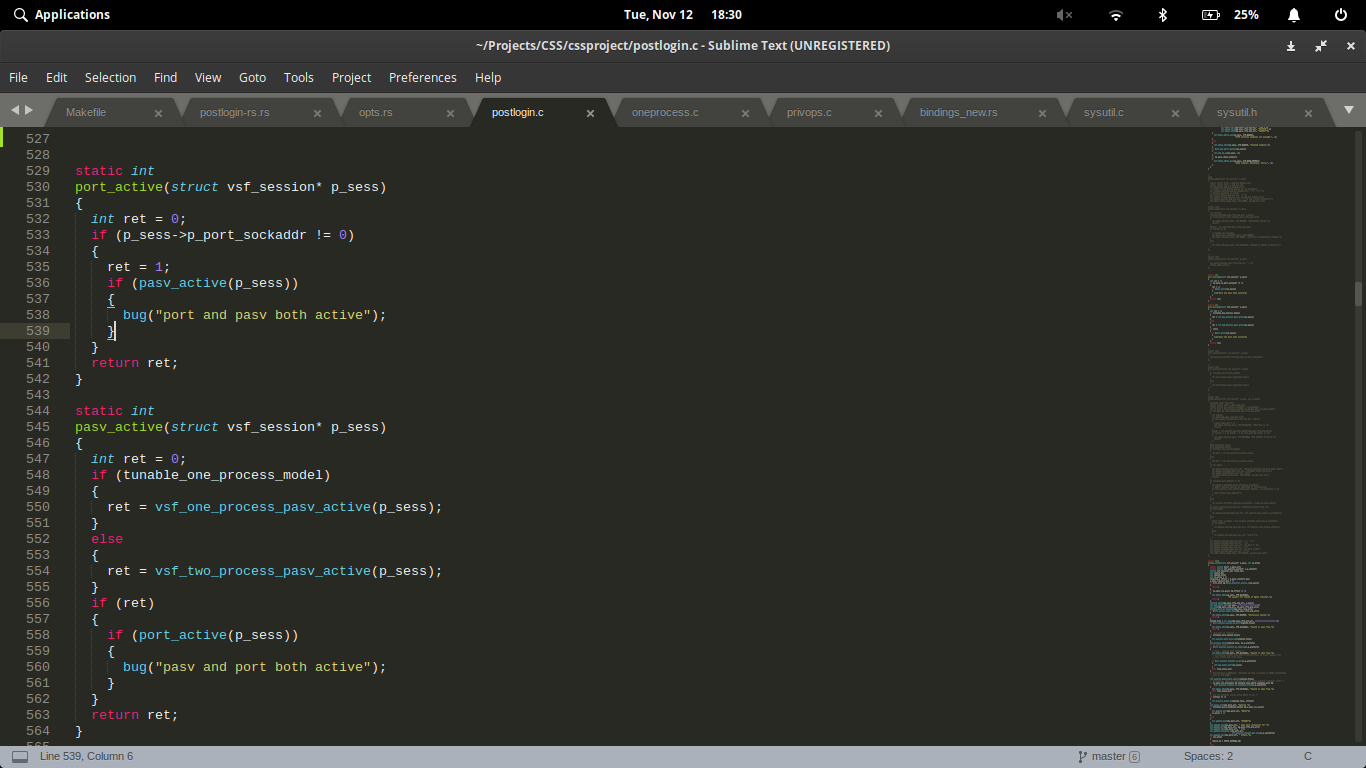 Applications
Tue, Nov 12 18:30
25%
~/Projects/CSS/cssproject/postlogin.c - Sublime Text (UNREGISTERED)
File Edit Selection Find View Goto Tools Project Preferences Help
Makefile postlogin-rs.rs opts.rs postlogin.c oneprocess.c privops.c bindings_new.rs sysutil.c sysutil.h
527
528
529 static int
530 port_active(struct vsf_session* p_sess)
531 {
532   int ret = 0;
533   if (p_sess->p_port_sockaddr != 0)
534   {
535     ret = 1;
536     if (pasv_active(p_sess))
537     {
538       bug("port and pasv both active");
539     }
540   }
541   return ret;
542 }
543
544 static int
545 pasv_active(struct vsf_session* p_sess)
546 {
547   int ret = 0;
548   if (tunable_one_process_model)
549   {
550     ret = vsf_one_process_pasv_active(p_sess);
551   }
552   else
553   {
554     ret = vsf_two_process_pasv_active(p_sess);
555   }
556   if (ret)
557   {
558     if (port_active(p_sess))
559     {
560       bug("pasv and port both active");
561     }
562   }
563   return ret;
564 }
565
Line 539, Column 6 master 6 Spaces: 2 C